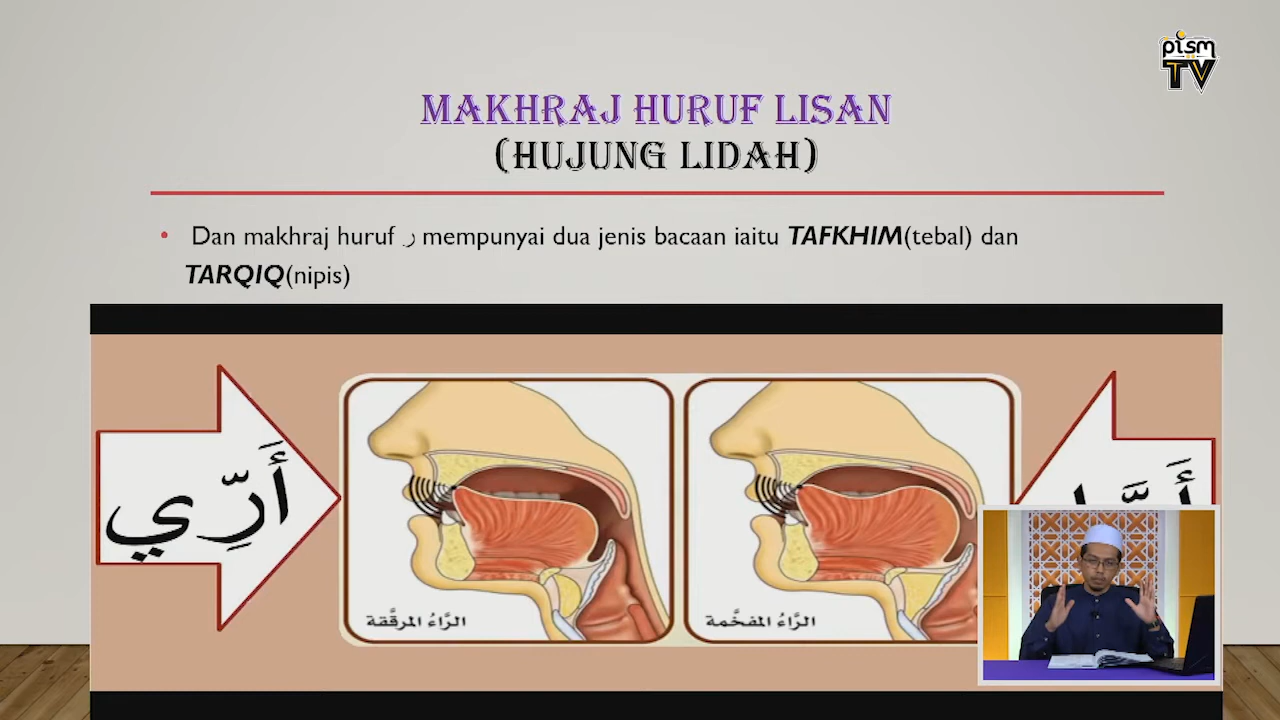 pism
TV
MAKHRAJ HURUF LISAN
(HUJUNG LIDAH)
• Dan makhraj huruf ر mempunyai dua jenis bacaan iaitu TAFKHIM(tebal) dan
TARQIQ(nipis)
أَرِّي
الرَّاءُ المرقَّقة
الرَّاءُ المفخَّمة